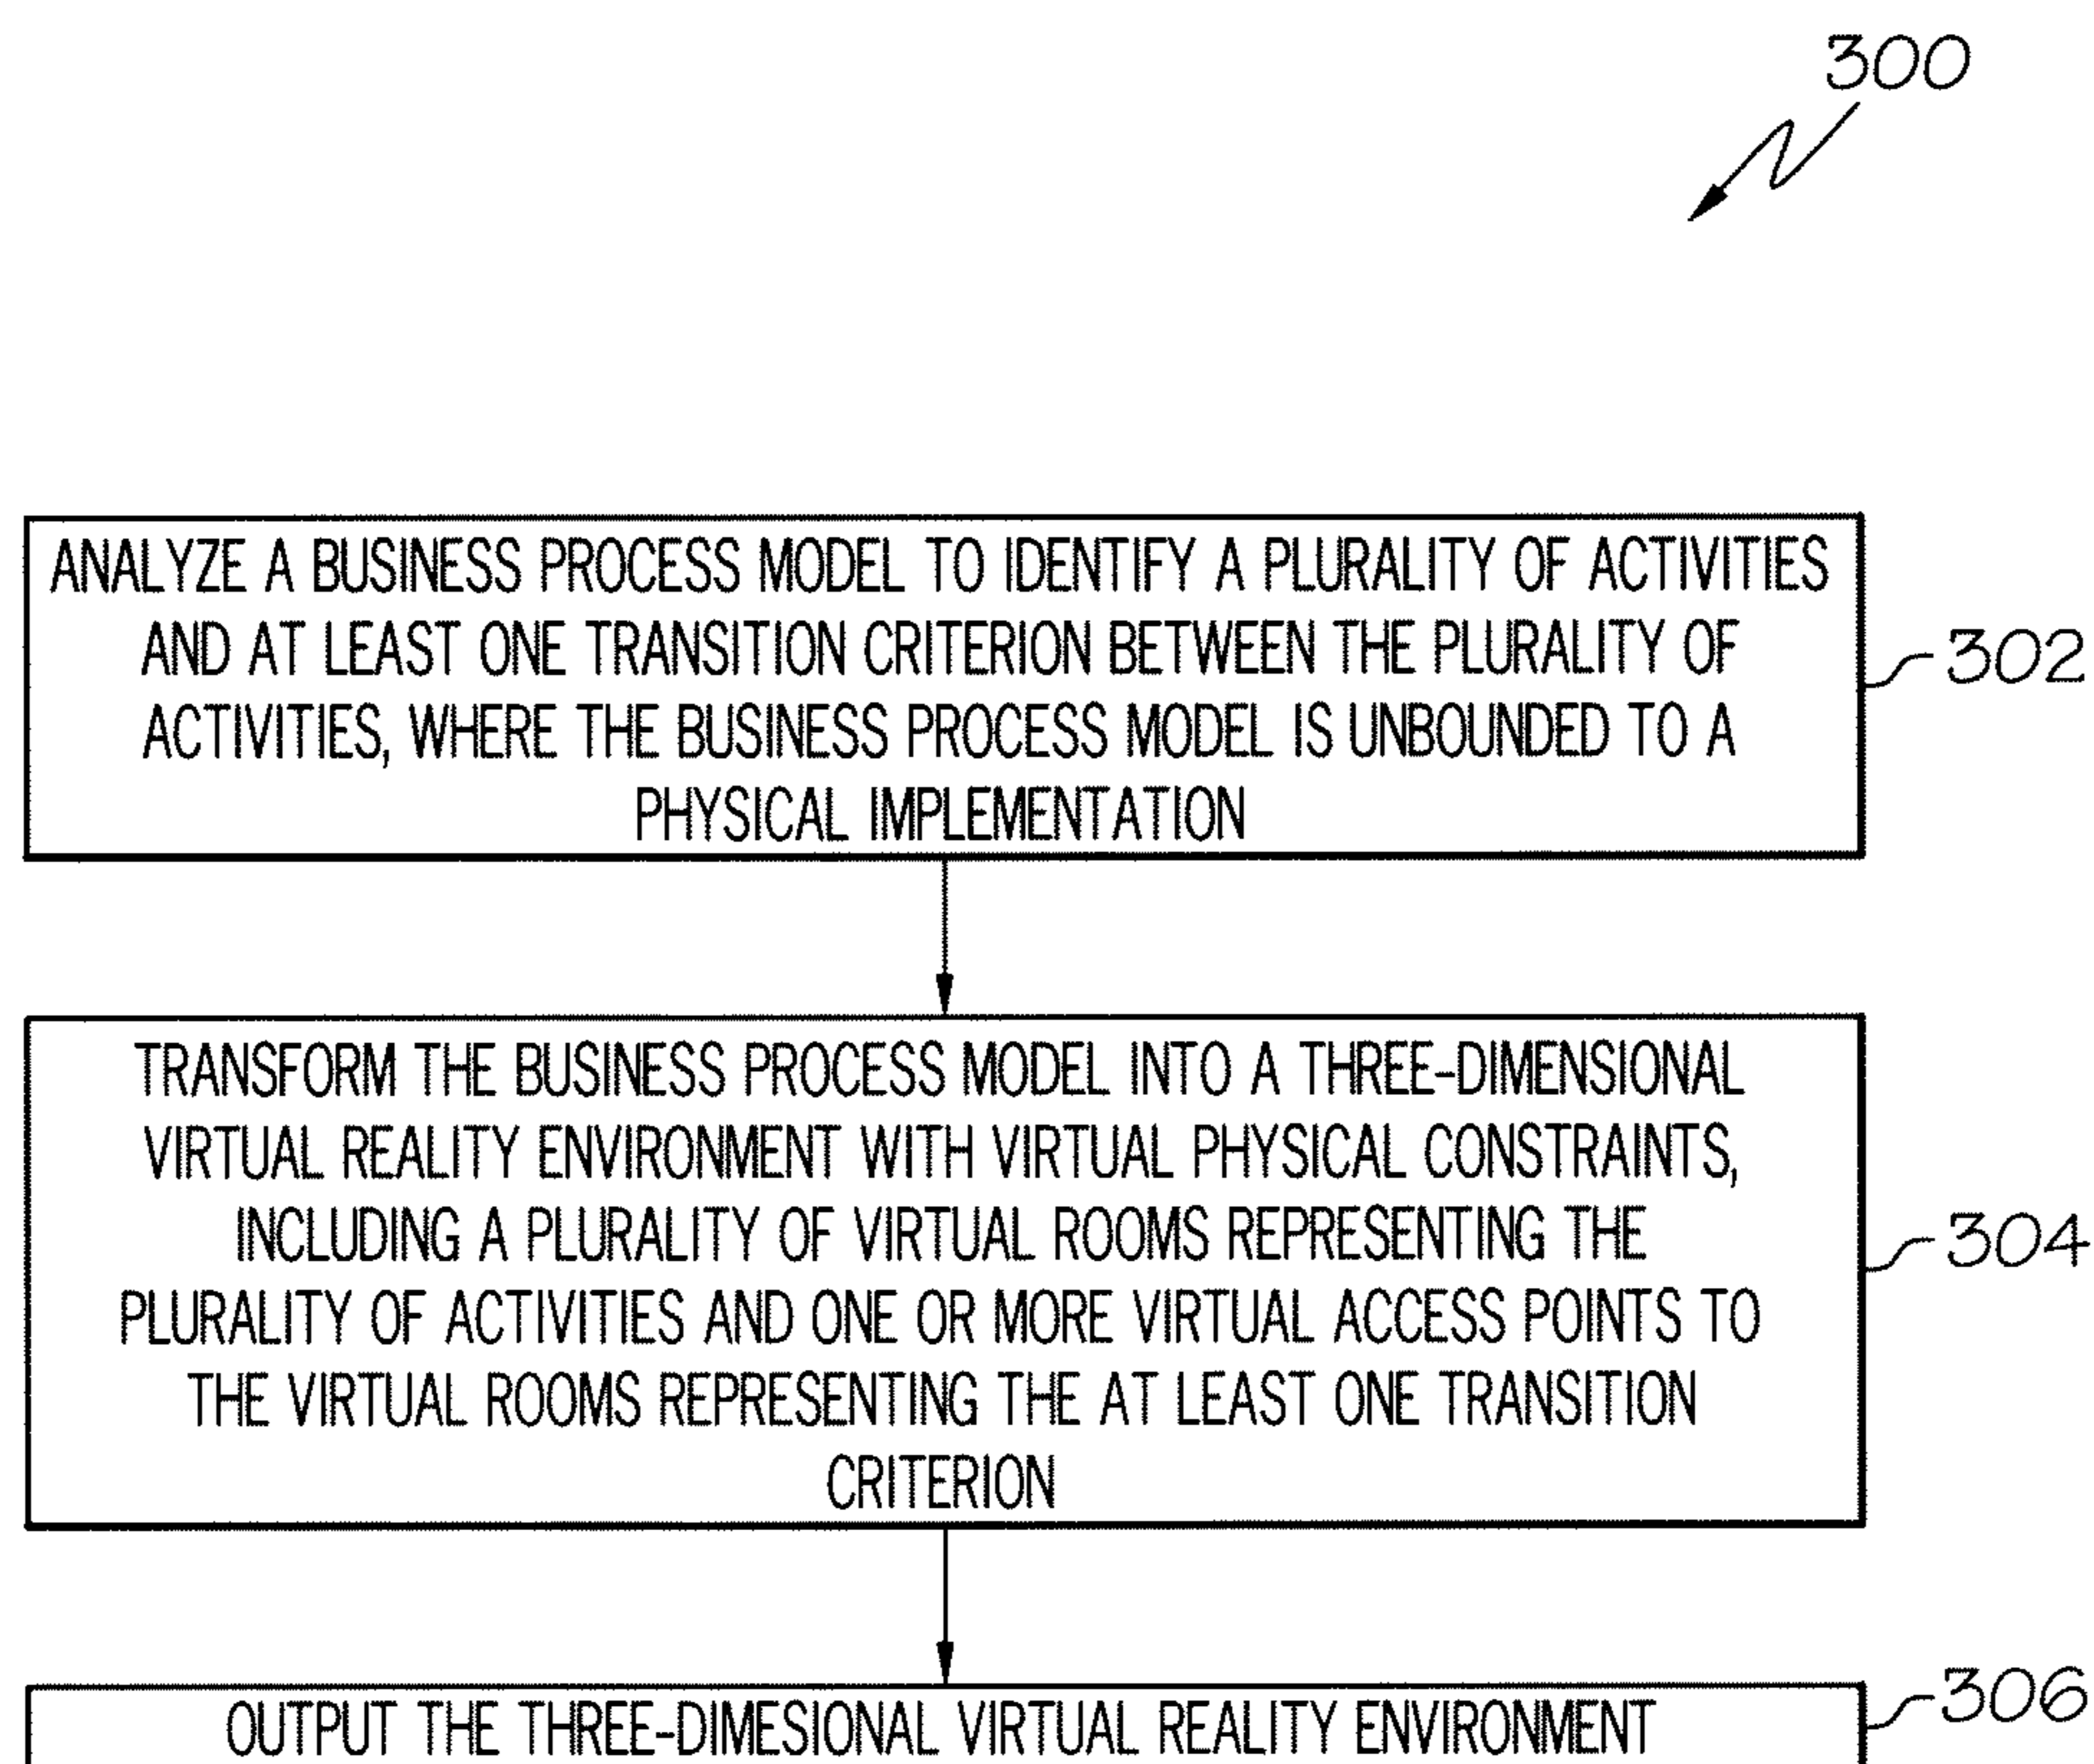 300
ANALYZE A BUSINESS PROCESS MODEL TO IDENTIFY A PLURALITY OF ACTIVITIES
AND AT LEAST ONE TRANSITION CRITERION BETWEEN THE PLURALITY OF
ACTIVITIES, WHERE THE BUSINESS PROCESS MODEL IS UNBOUNDED TO A
PHYSICAL IMPLEMENTATION
302
TRANSFORM THE BUSINESS PROCESS MODEL INTO A THREE-DIMENSIONAL
VIRTUAL REALITY ENVIRONMENT WITH VIRTUAL PHYSICAL CONSTRAINTS,
INCLUDING A PLURALITY OF VIRTUAL ROOMS REPRESENTING THE
PLURALITY OF ACTIVITIES AND ONE OR MORE VIRTUAL ACCESS POINTS TO
THE VIRTUAL ROOMS REPRESENTING THE AT LEAST ONE TRANSITION
CRITERION
304
OUTPUT THE THREE-DIMESIONAL VIRTUAL REALITY ENVIRONMENT
306